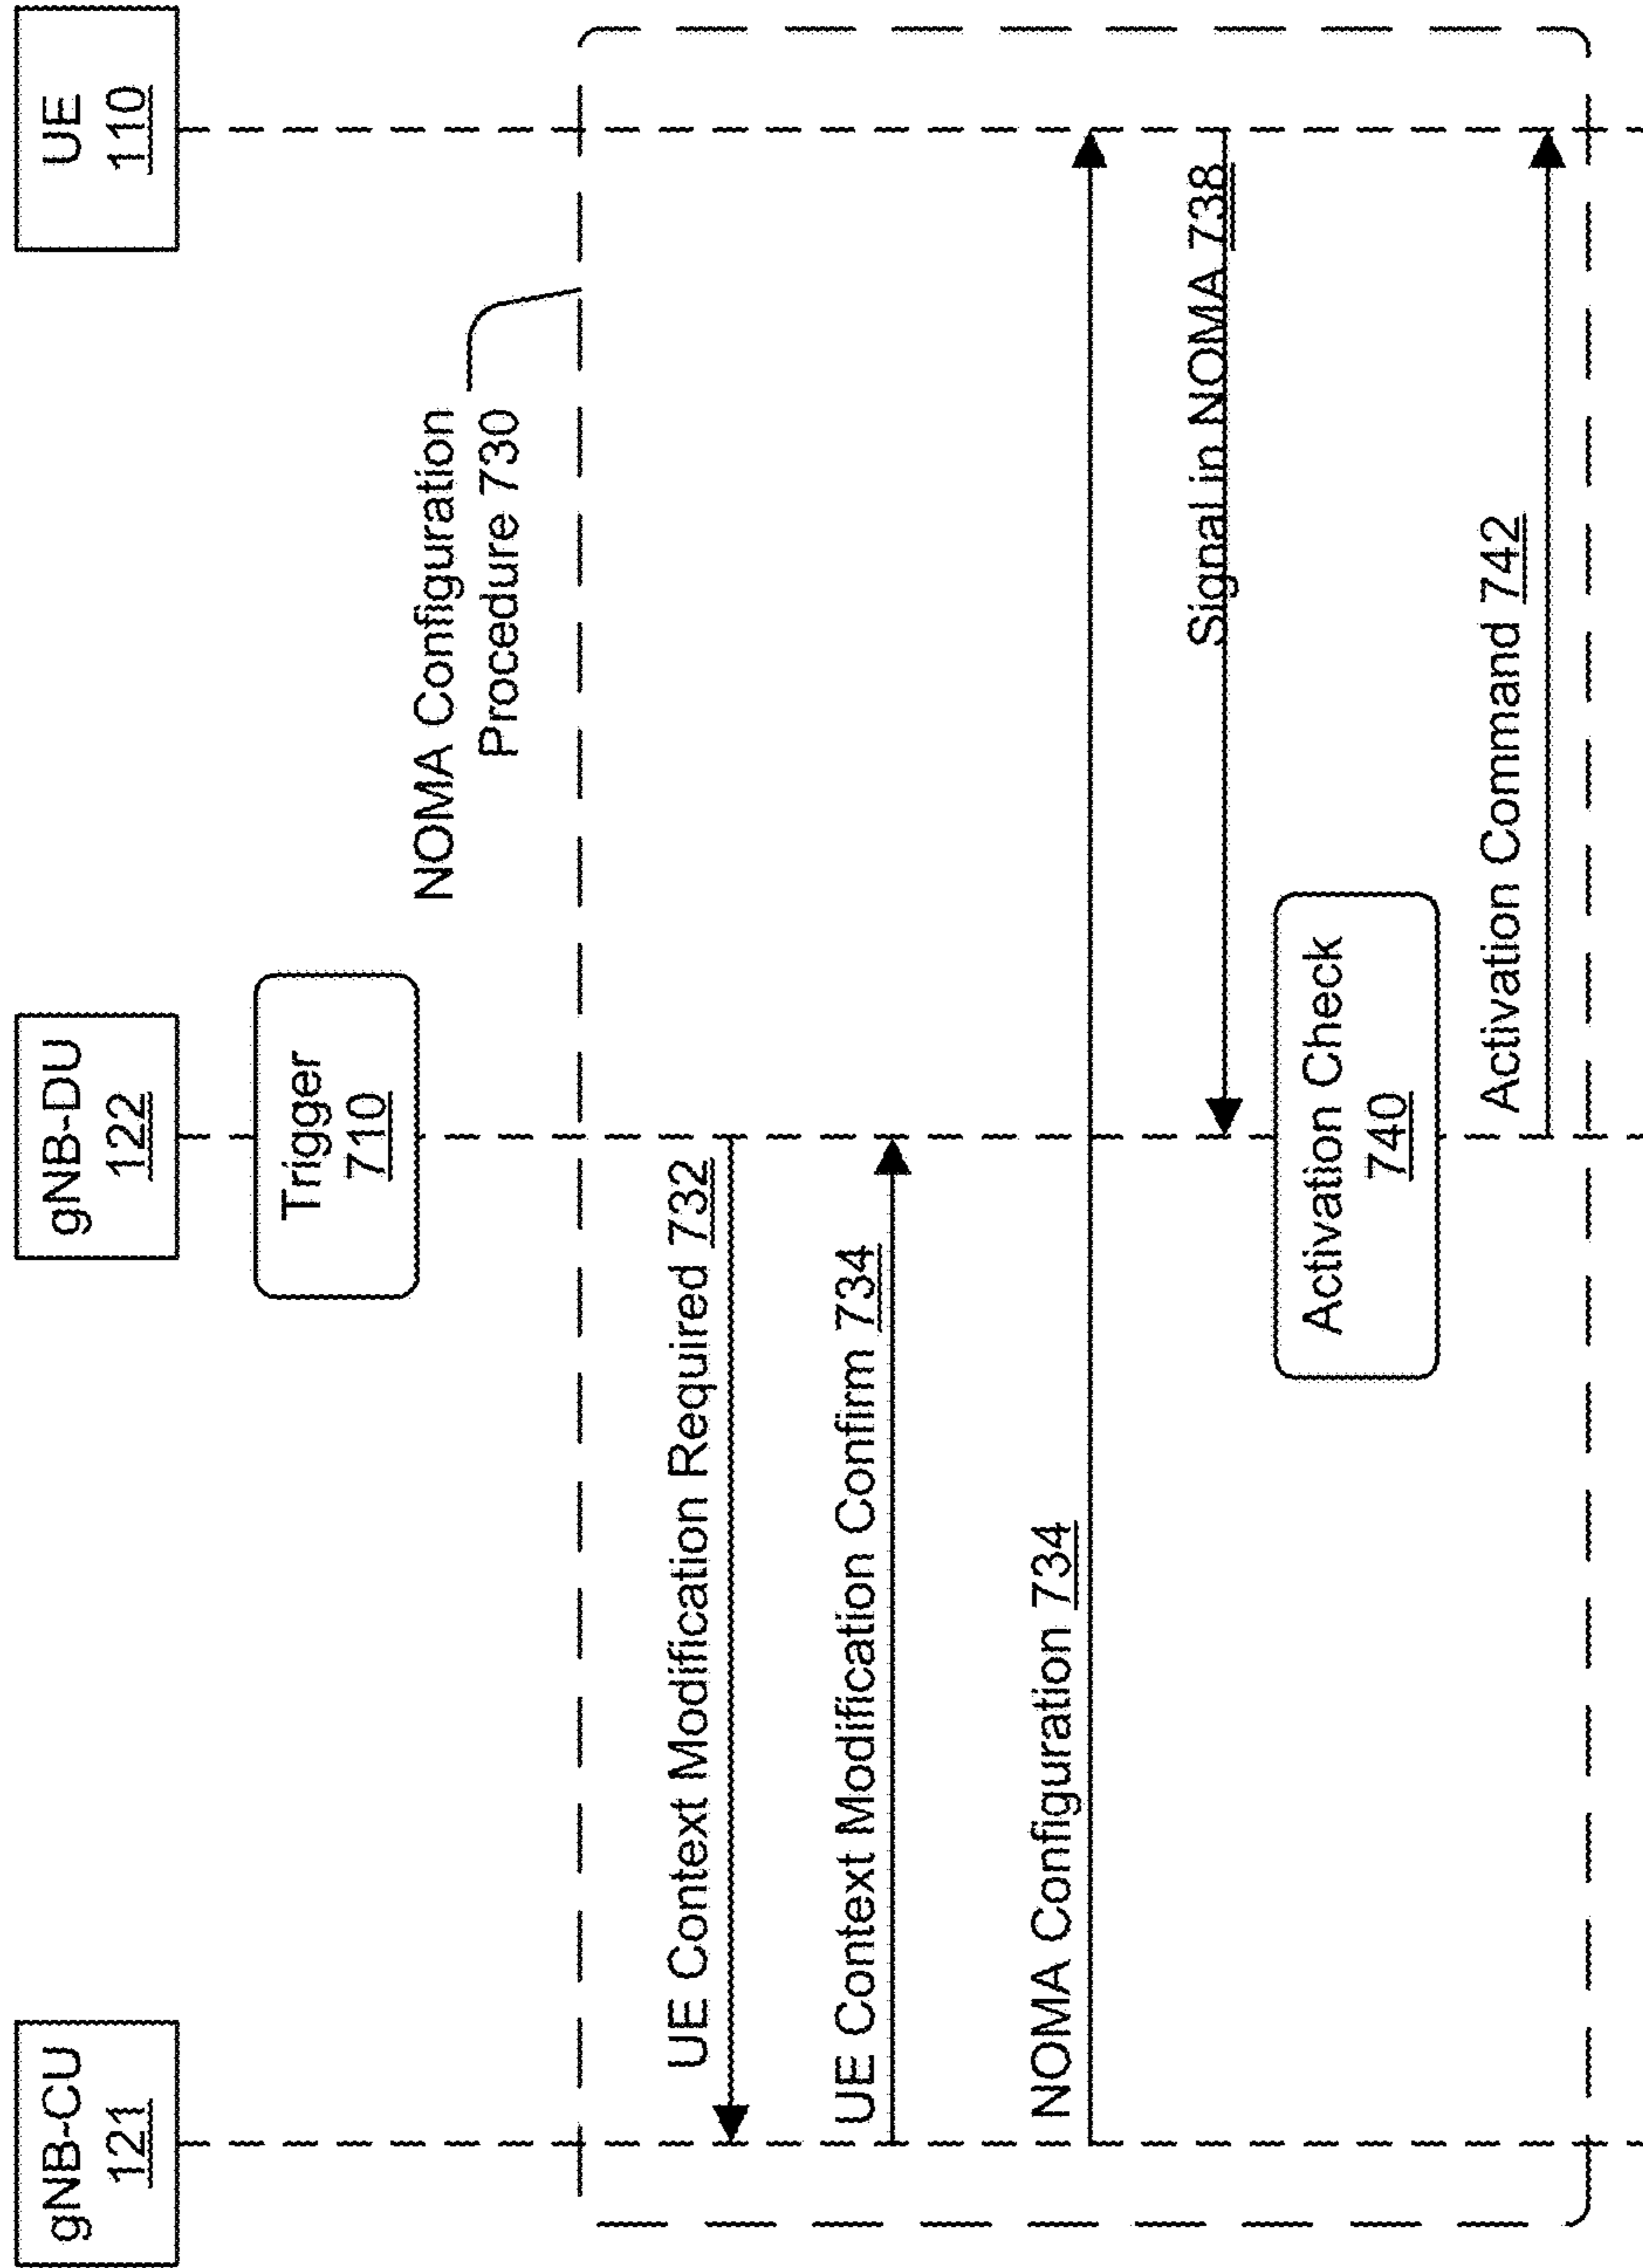 gNB-CU
121
gNB-DU
122
UE
110
Trigger
710
NOMA Configuration
Procedure 730
UE Context Modification Required 732
UE Context Modification Confirm 734
NOMA Configuration 734
Signal in NOMA 738
Activation Check
740
Activation Command 742